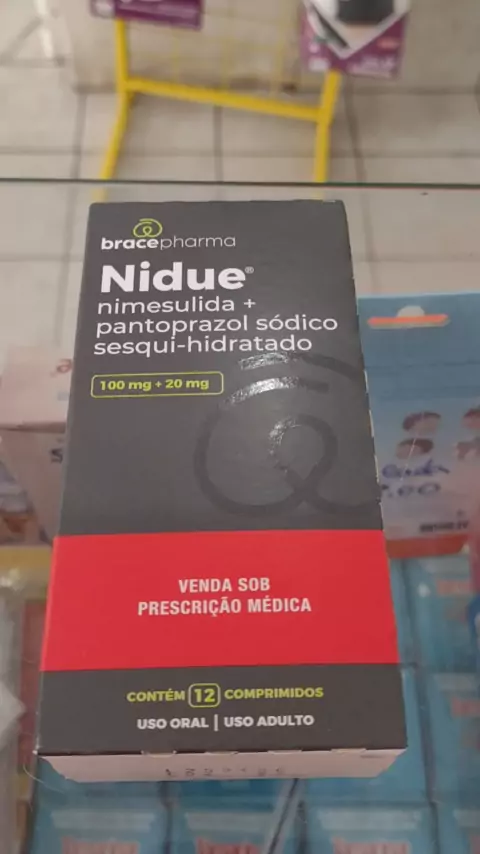 bracepharma
Nidue®
nimesulida +
pantoprazol sódico
sesqui-hidratado
100 mg + 20 mg
VENDA SOB
PRESCRIÇÃO MÉDICA
CONTÉM 12 COMPRIMIDOS
USO ORAL | USO ADULTO